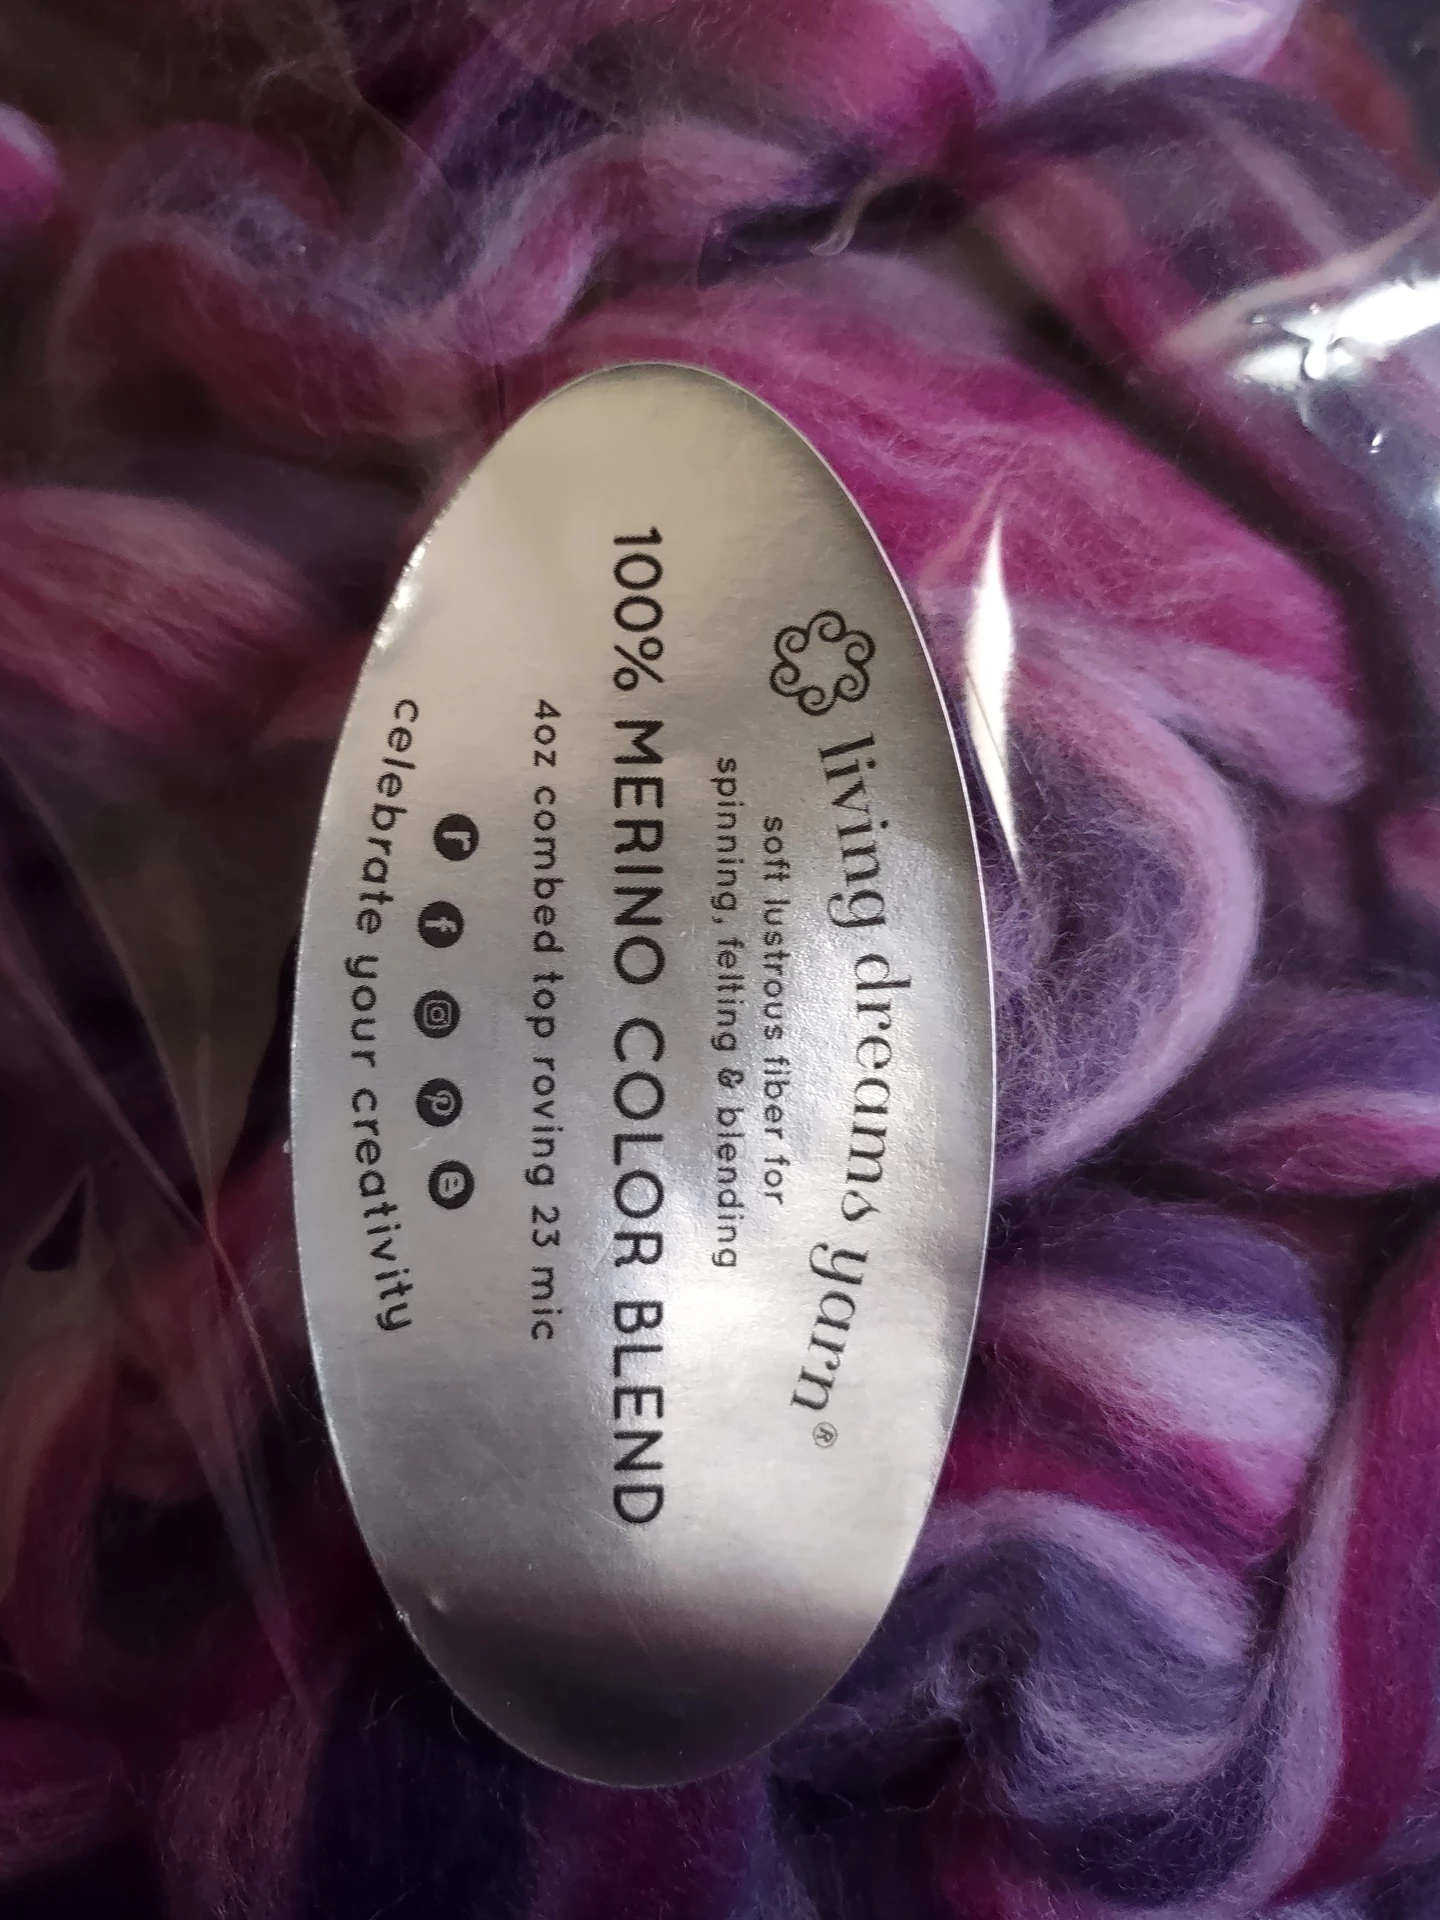 living dreams yarn®
soft lustrous fiber for
spinning, felting & blending
100% MERINO COLOR BLEND
4oz combed top roving 23 mic
celebrate your creativity